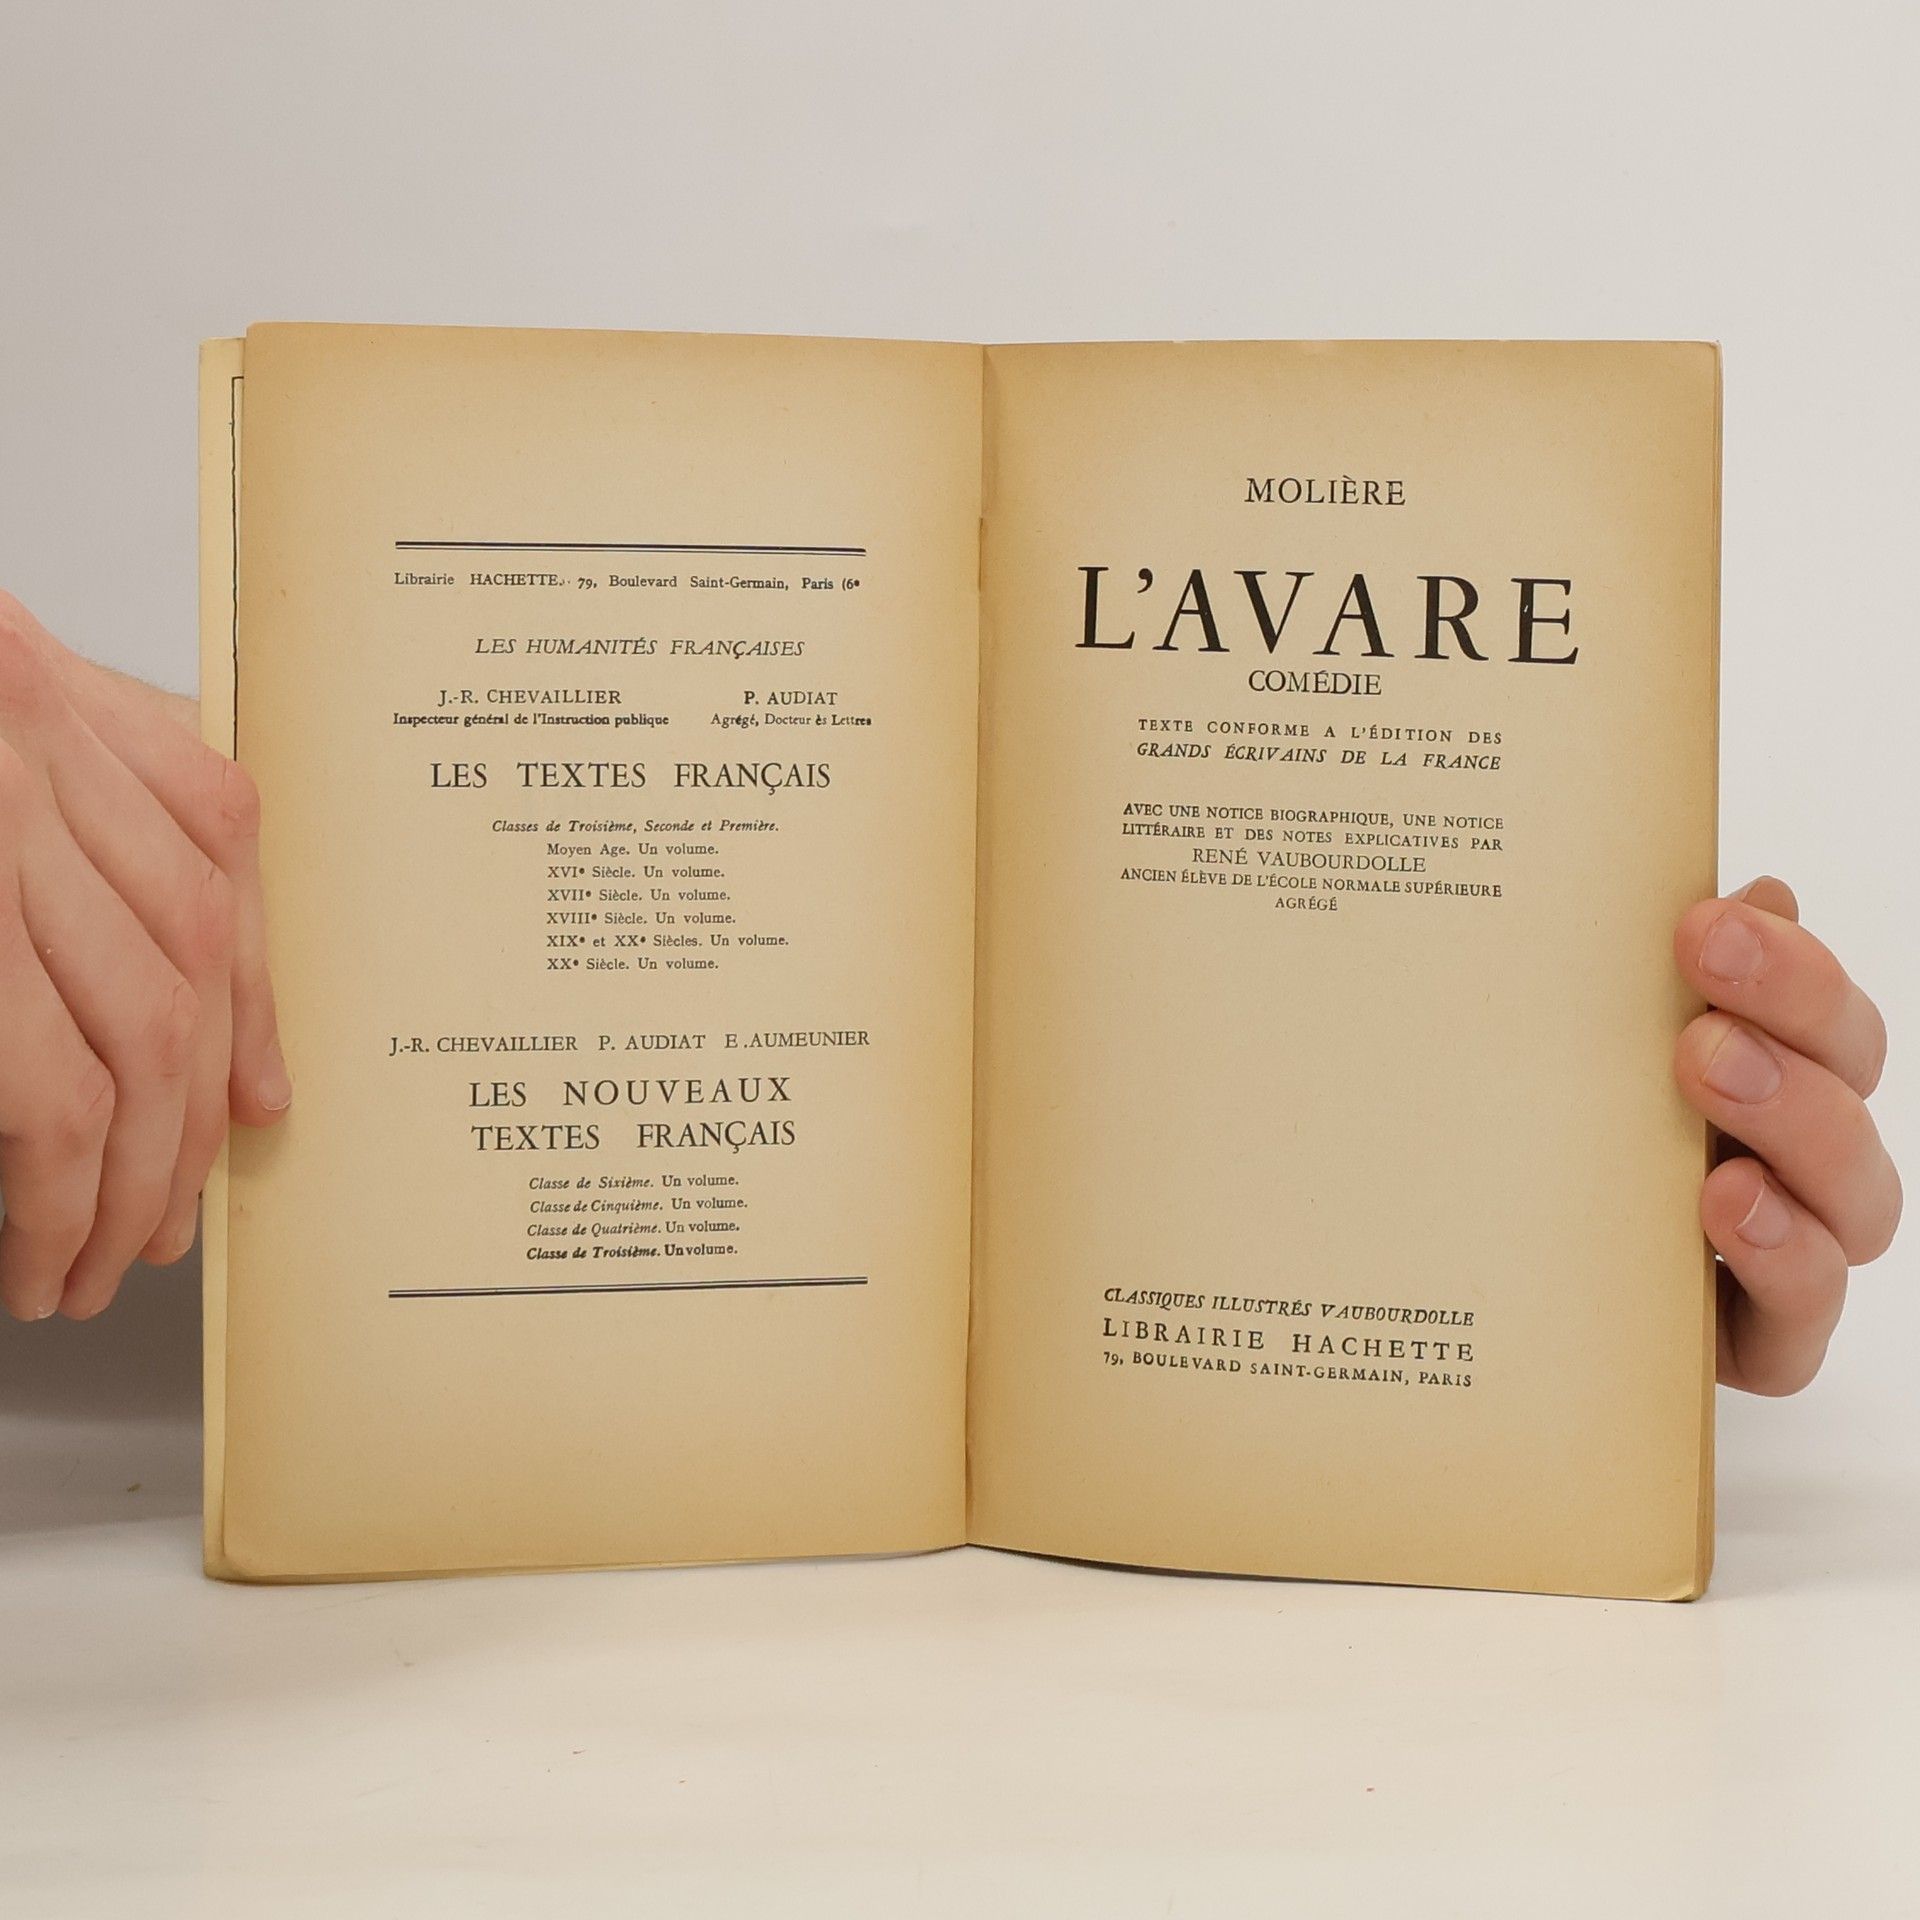 Librairie HACHETTE. 79, Boulevard Saint-Germain, Paris (6e
LES HUMANITÉS FRANÇAISES
J.-R. CHEVAILLIER P. AUDIAT
Inspecteur général de l'Instruction publique Agrégé, Docteur ès Lettres
LES TEXTES FRANÇAIS
Classes de Troisième, Seconde et Première.
Moyen Age. Un volume.
XVIe Siècle. Un volume.
XVIIe Siècle. Un volume.
XVIIIe Siècle. Un volume.
XIXe et XXe Siècles. Un volume.
XXe Siècle. Un volume.
J.-R. CHEVAILLIER P. AUDIAT E.AUMEUNIER
LES NOUVEAUX
TEXTES FRANÇAIS
Classe de Sixième. Un volume.
Classe de Cinquième. Un volume.
Classe de Quatrième. Un volume.
Classe de Troisième. Un volume.
MOLIÈRE
L'AVARE
COMÉDIE
TEXTE CONFORME A L'ÉDITION DES
GRANDS ÉCRIVAINS DE LA FRANCE
AVEC UNE NOTICE BIOGRAPHIQUE, UNE NOTICE
LITTÉRAIRE ET DES NOTES EXPLICATIVES PAR
RENÉ VAUBOURDOLLE
ANCIEN ÉLÈVE DE L'ÉCOLE NORMALE SUPÉRIEURE
AGRÉGÉ
CLASSIQUES ILLUSTRÉS VAUBOURDOLLE
LIBRAIRIE HACHETTE
79, BOULEVARD SAINT-GERMAIN, PARIS